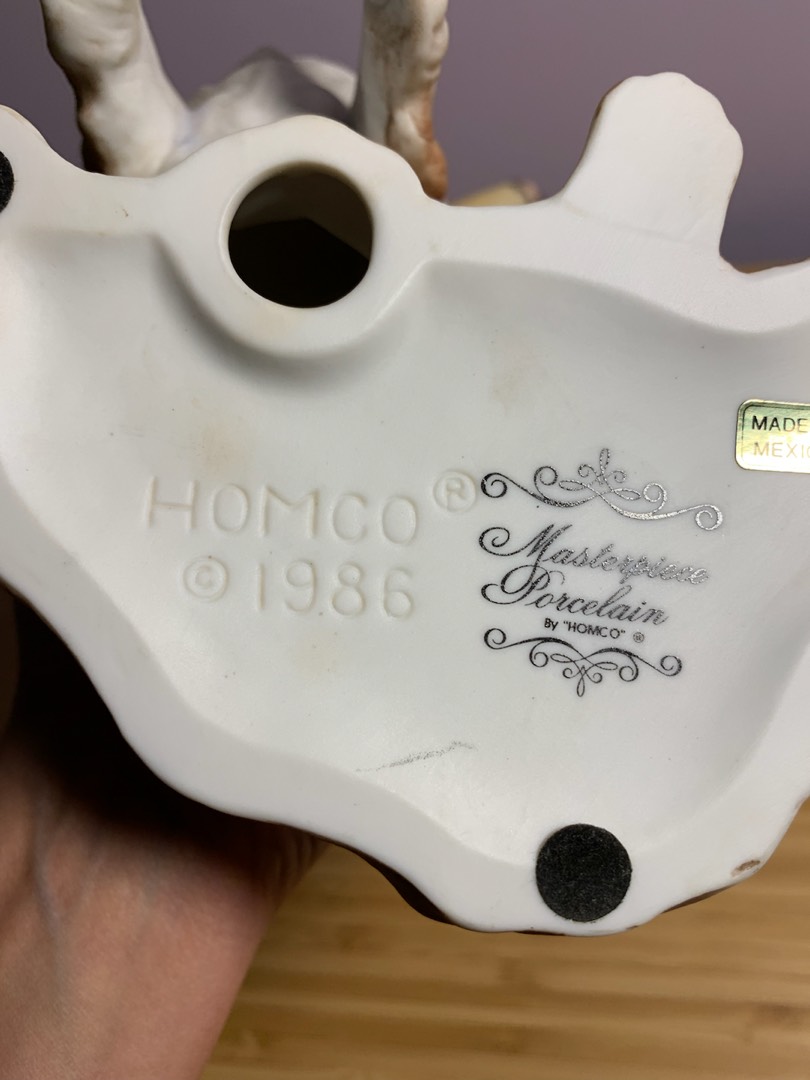 HOMCO ®
© 1986
Masterpiece
Porcelain
By "HOMCO" ®
MADE